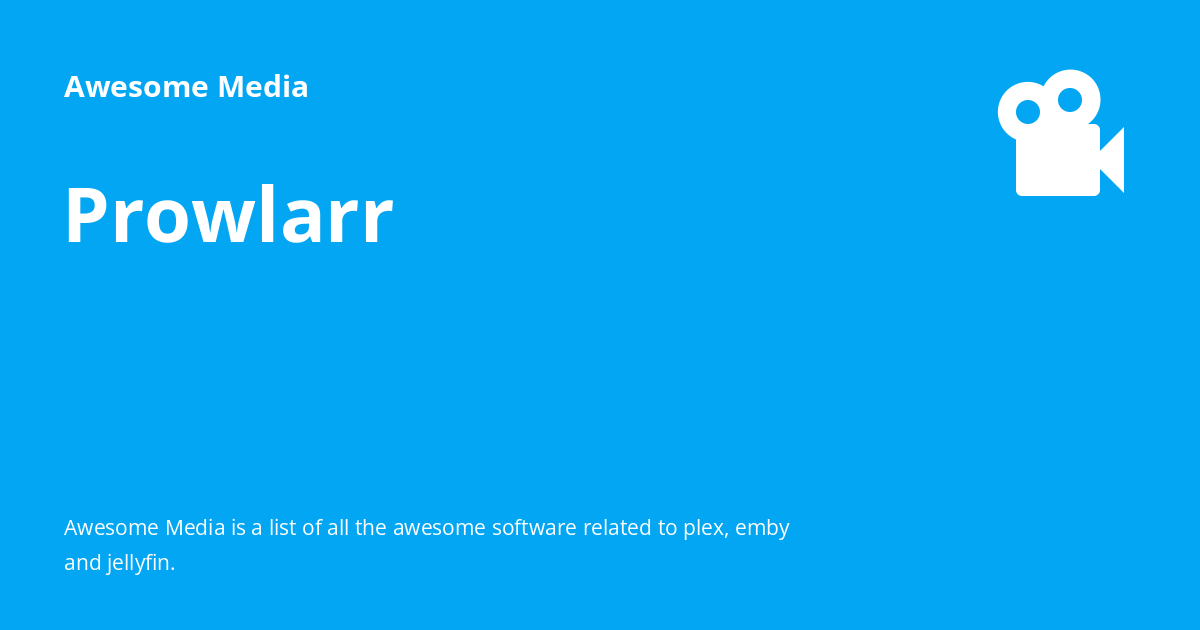 Awesome Media
Prowlarr
Awesome Media is a list of all the awesome software related to plex, emby
and jellyfin.